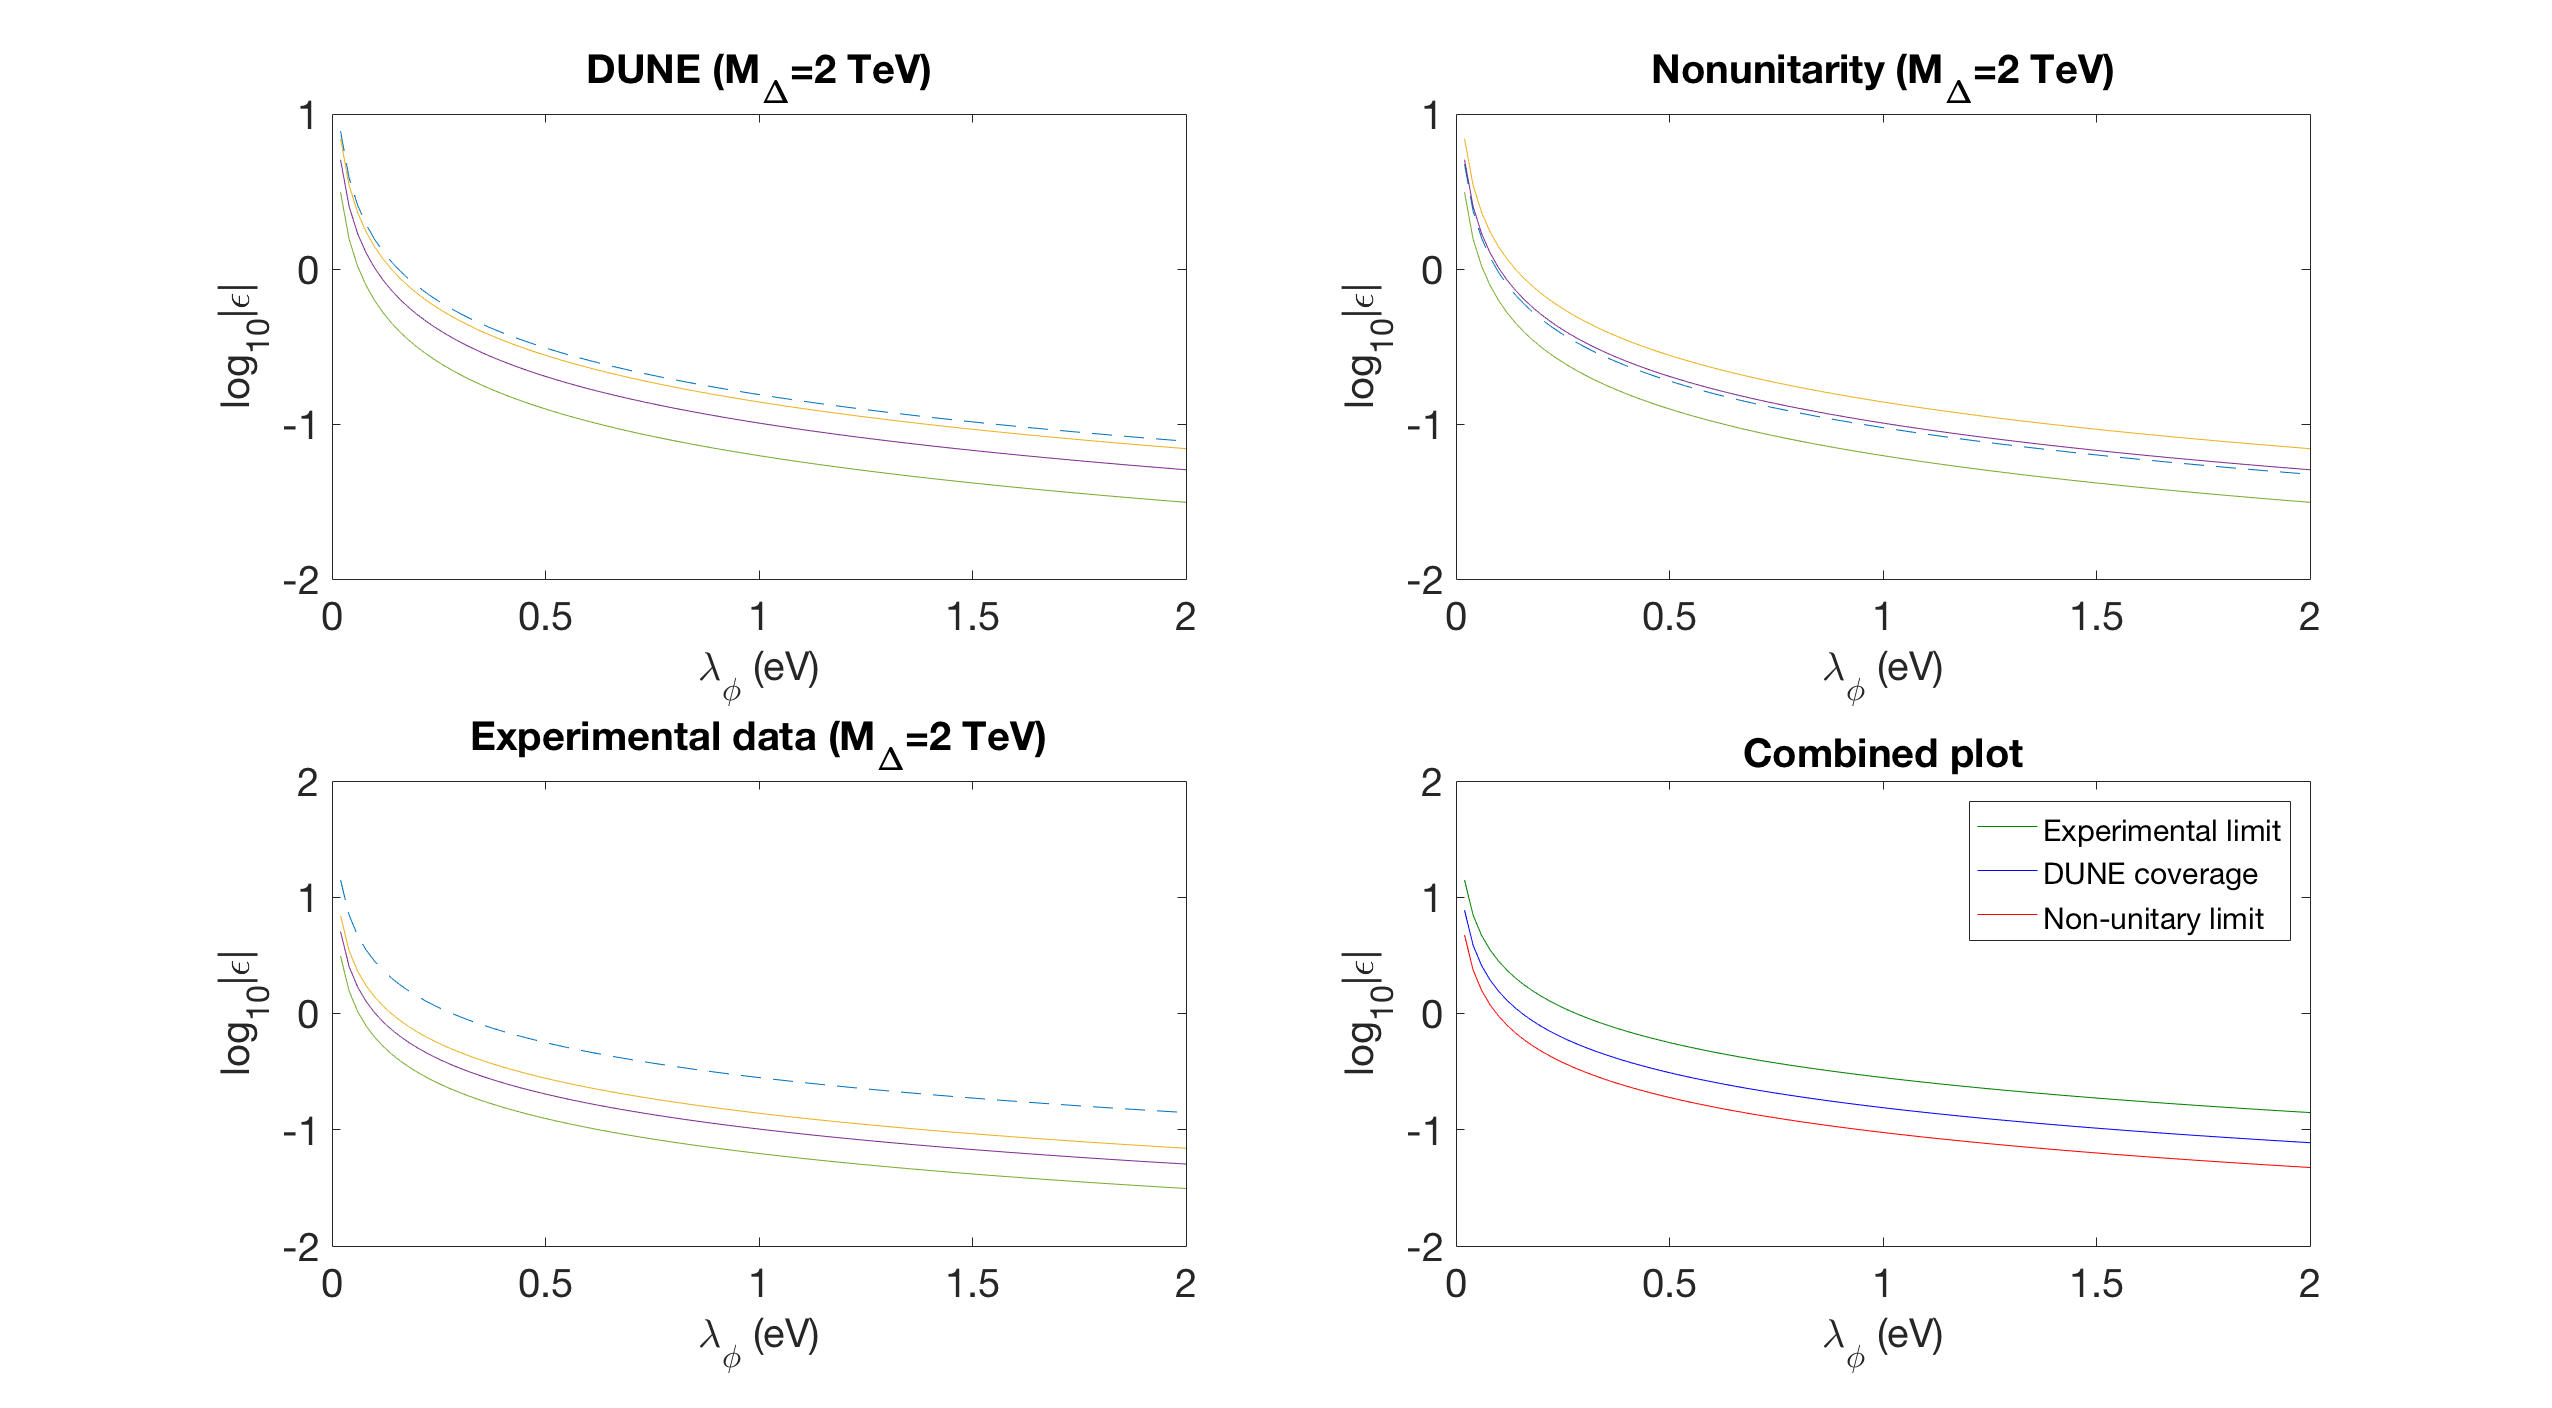 DUNE (M_Δ=2 TeV)
log₁₀|ϵ|
1
0
-1
-2
0 0.5 1 1.5 2
λ_ϕ (eV)
Nonunitarity (M_Δ=2 TeV)
log₁₀|ϵ|
1
0
-1
-2
0 0.5 1 1.5 2
λ_ϕ (eV)
Experimental data (M_Δ=2 TeV)
log₁₀|ϵ|
2
1
0
-1
-2
0 0.5 1 1.5 2
λ_ϕ (eV)
Combined plot
log₁₀|ϵ|
2
1
0
-1
-2
Experimental limit
DUNE coverage
Non-unitary limit
0 0.5 1 1.5 2
λ_ϕ (eV)